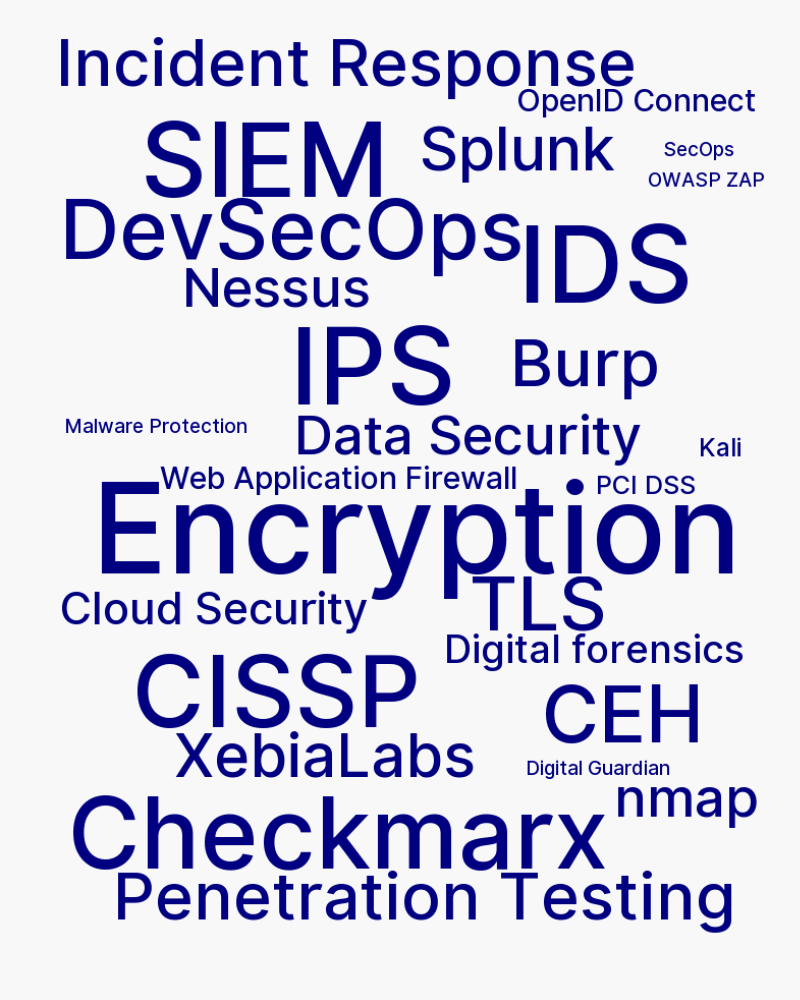 Incident Response
OpenID Connect
SIEM
Splunk
SecOps
OWASP ZAP
DevSecOps
IDS
Nessus
IPS
Burp
Malware Protection
Data Security
Kali
Web Application Firewall
PCI DSS
Encryption
Cloud Security
TLS
Digital forensics
CISSP
CEH
XebiaLabs
Digital Guardian
nmap
Checkmarx
Penetration Testing